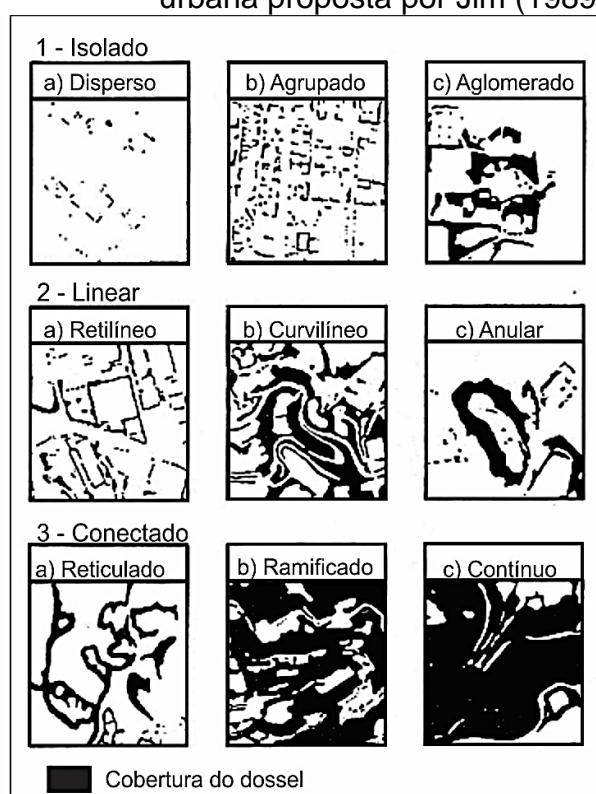 urbana proposta por Jim (1989
1 - Isolado
a) Disperso b) Agrupado c) Aglomerado
2 - Linear
a) Retilíneo b) Curvilíneo c) Anular
3 - Conectado
a) Reticulado b) Ramificado c) Contínuo
Cobertura do dossel